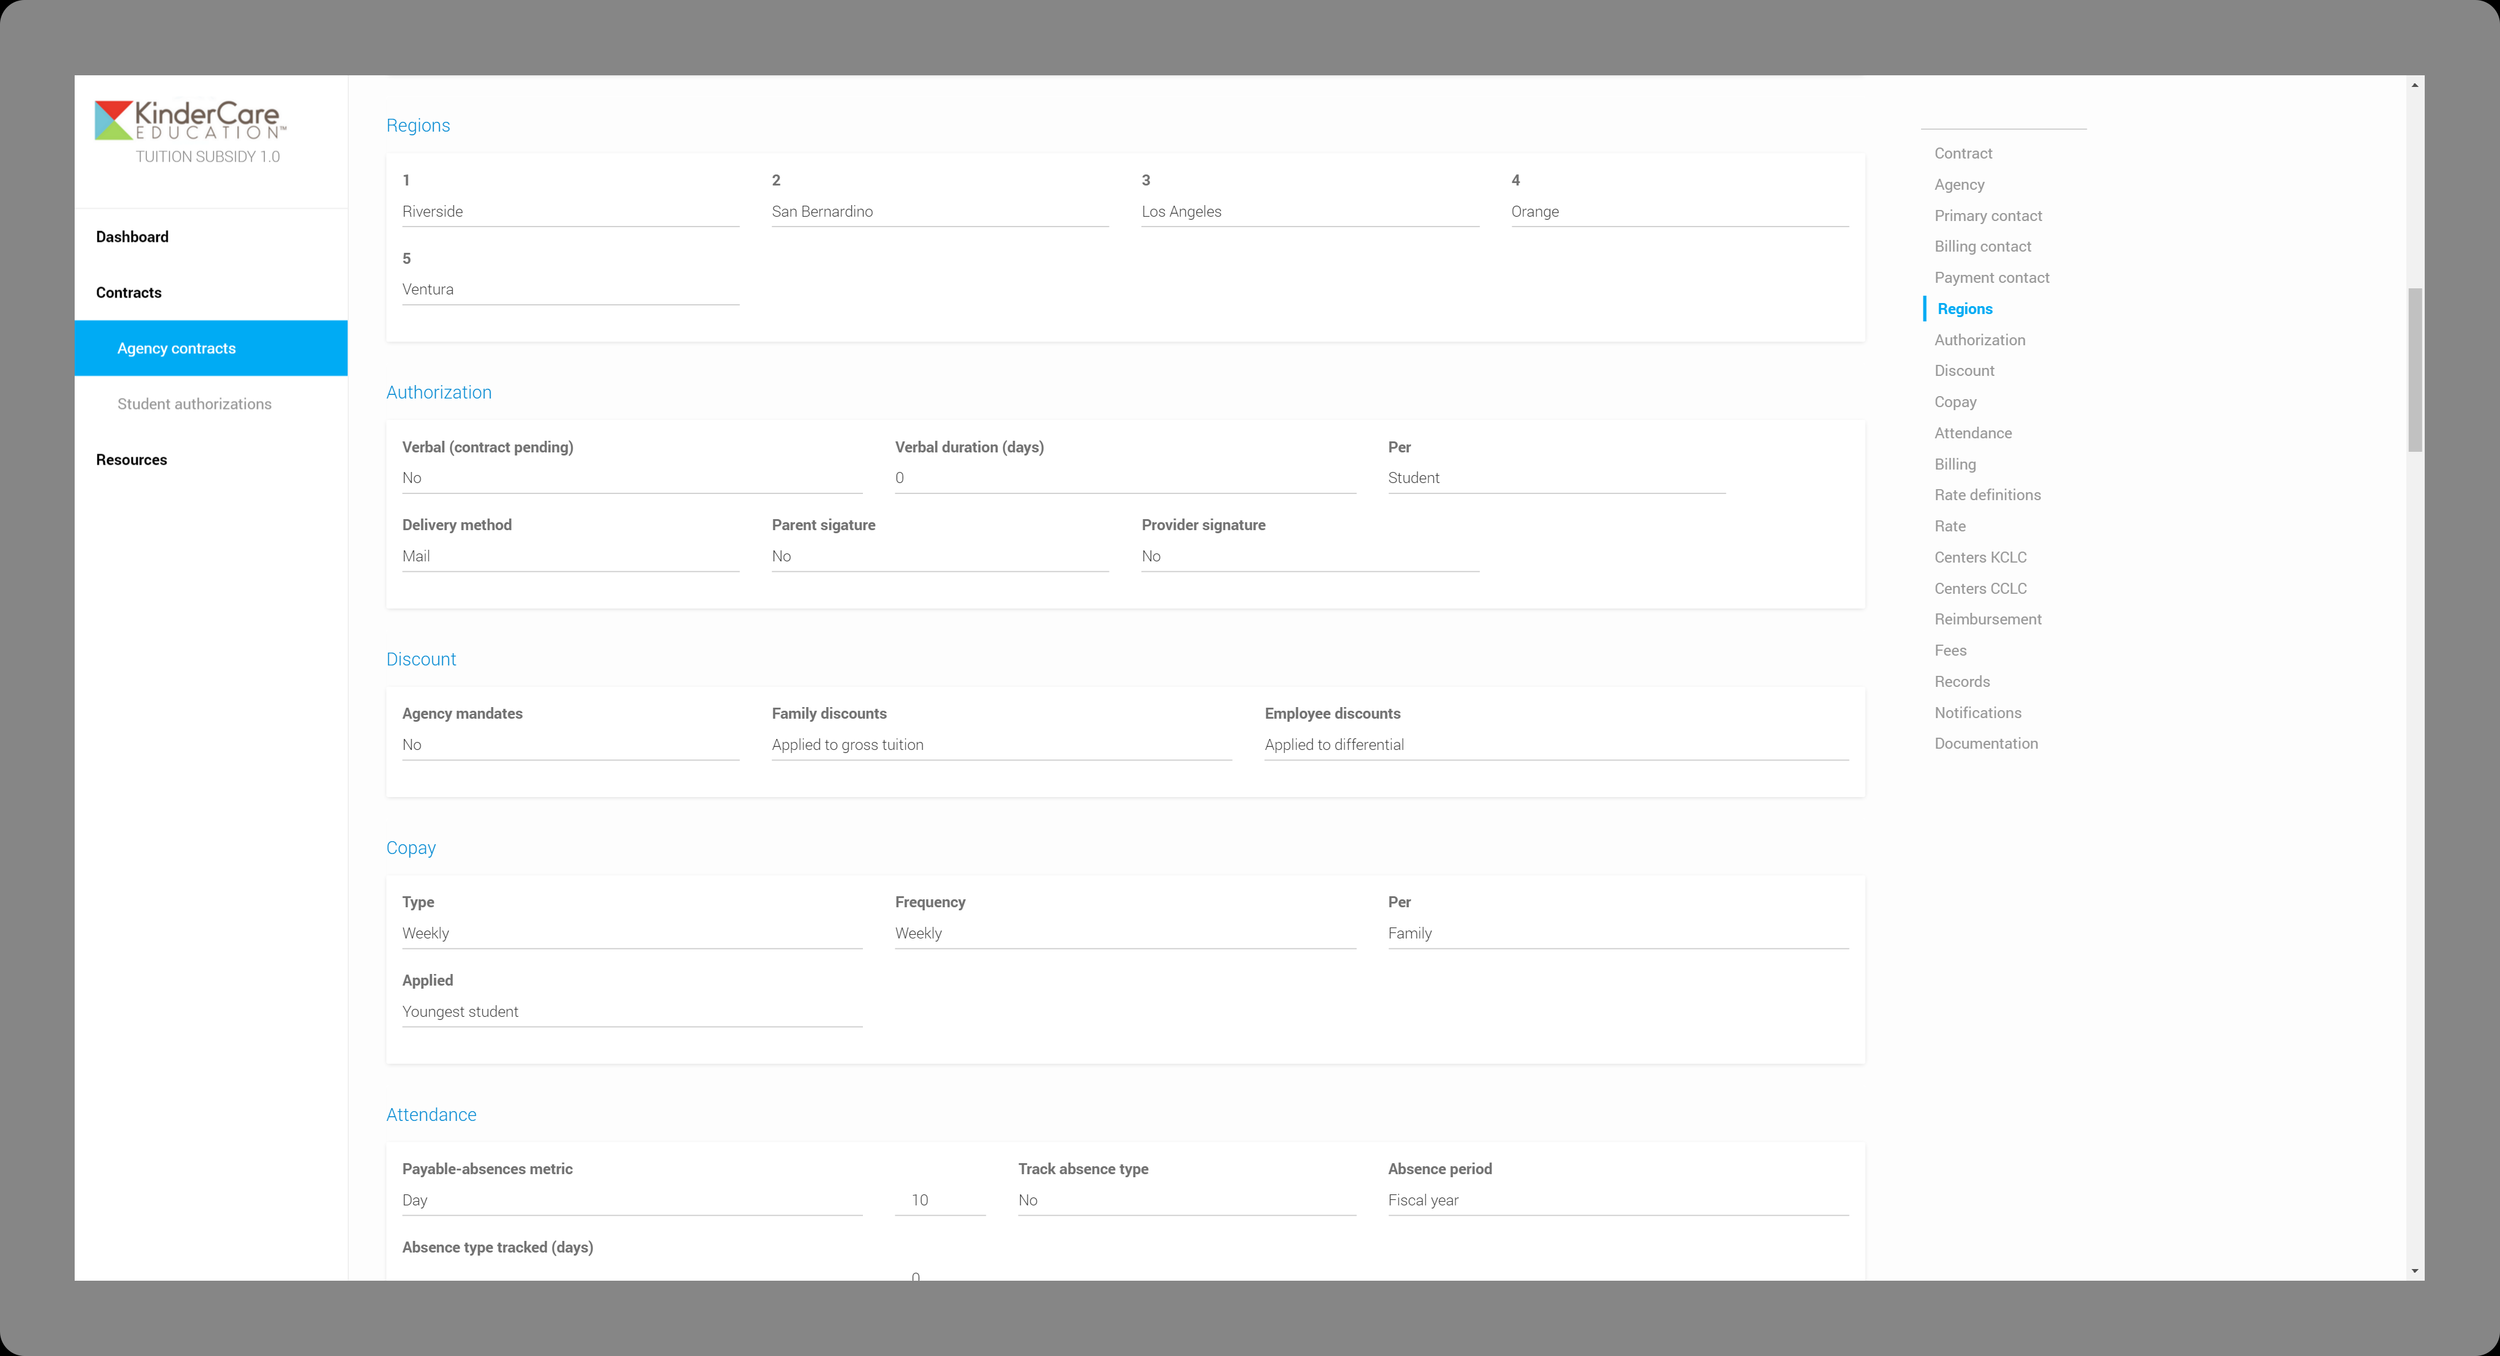 KinderCare
EDUCATION™
TUITION SUBSIDY 1.0
Dashboard
Contracts
Agency contracts
Student authorizations
Resources
Regions
1 2 3 4
Riverside San Bernardino Los Angeles Orange
5
Ventura
Authorization
Verbal (contract pending) Verbal duration (days) Per
No 0 Student
Delivery method Parent sigature Provider signature
Mail No No
Discount
Agency mandates Family discounts Employee discounts
No Applied to gross tuition Applied to differential
Copay
Type Frequency Per
Weekly Weekly Family
Applied
Youngest student
Attendance
Payable-absences metric Track absence type Absence period
Day 10 No Fiscal year
Absence type tracked (days)
0
Contract
Agency
Primary contact
Billing contact
Payment contact
Regions
Authorization
Discount
Copay
Attendance
Billing
Rate definitions
Rate
Centers KCLC
Centers CCLC
Reimbursement
Fees
Records
Notifications
Documentation